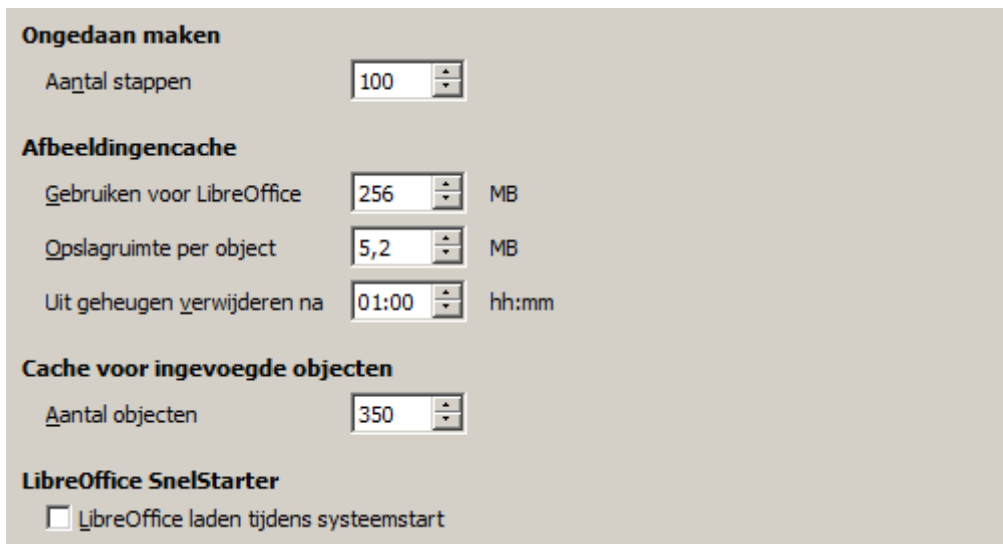 Ongedaan maken
Aantal stappen 100
Afbeeldingencache
Gebruiken voor LibreOffice 256 MB
Opslagruimte per object 5,2 MB
Uit geheugen verwijderen na 01:00 hh:mm
Cache voor ingevoegde objecten
Aantal objecten 350
LibreOffice SnelStarter
LibreOffice laden tijdens systeemstart